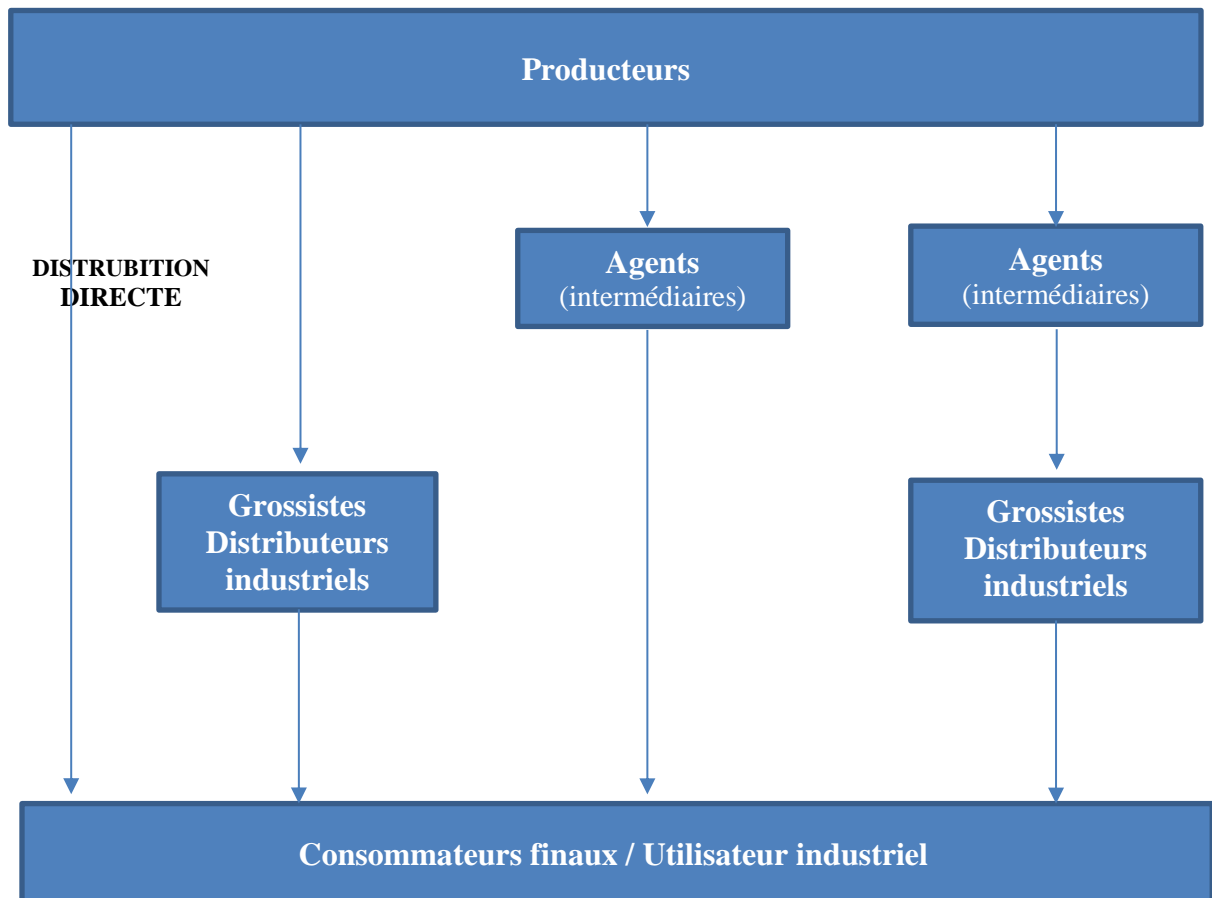 Producteurs
DISTRUBITION
DIRECTE
Agents
(intermédiaires)
Agents
(intermédiaires)
Grossistes
Distributeurs
industriels
Grossistes
Distributeurs
industriels
Consommateurs finaux / Utilisateur industriel